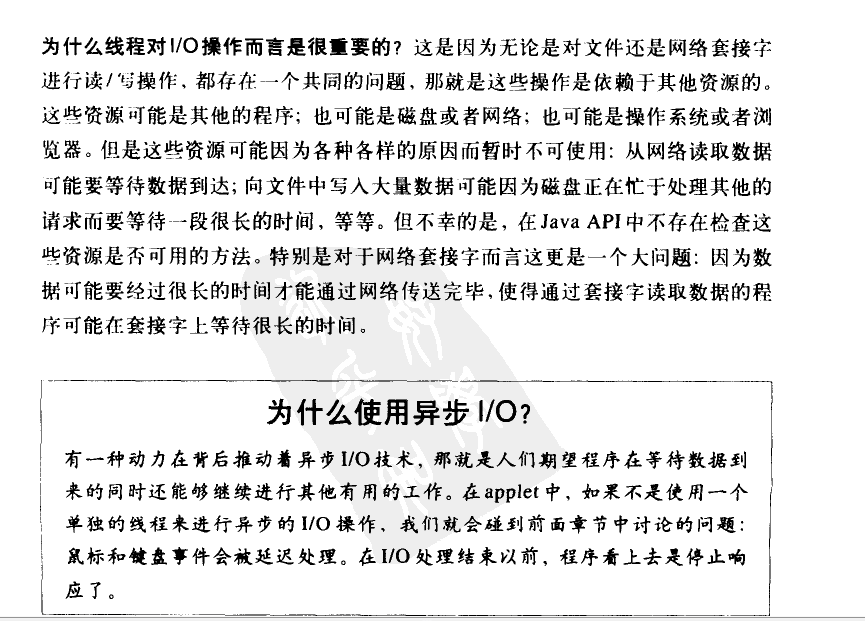 为什么线程对I/O操作而言是很重要的？这是因为无论是对文件还是网络套接字
进行读/写操作，都存在一个共同的问题，那就是这些操作是依赖于其他资源的。
这些资源可能是其他的程序；也可能是磁盘或者网络；也可能是操作系统或者浏
览器。但是这些资源可能因为各种各样的原因而暂时不可使用：从网络读取数据
可能要等待数据到达；向文件中写入大量数据可能因为磁盘正在忙于处理其他的
请求而要等待一段很长的时间，等等。但不幸的是，在Java API中不存在检查这
些资源是否可用的方法。特别是对于网络套接字而言这更是一个大问题：因为数
据可能要经过很长的时间才能通过网络传送完毕，使得通过套接字读取数据的程
序可能在套接字上等待很长的时间。
为什么使用异步I/O？
有一种动力在背后推动着异步I/O技术，那就是人们期望程序在等待数据到
来的同时还能够继续进行其他有用的工作。在applet中，如果不是使用一个
单独的线程来进行异步的I/O操作，我们就会碰到前面章节中讨论的问题：
鼠标和键盘事件会被延迟处理。在I/O处理结束以前，程序看上去是停止响
应了。